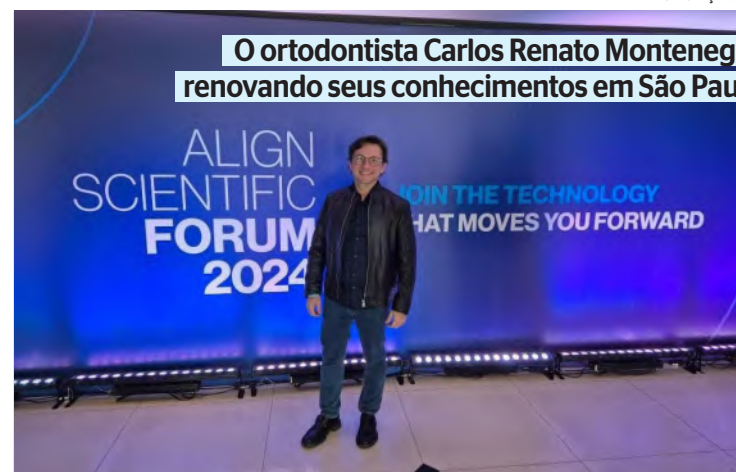 O ortodontista Carlos Renato Monteneg
renovando seus conhecimentos em São Pau
ALIGN
SCIENTIFIC
FORUM
2024
JOIN THE TECHNOLOGY
HAT MOVES YOU FORWARD